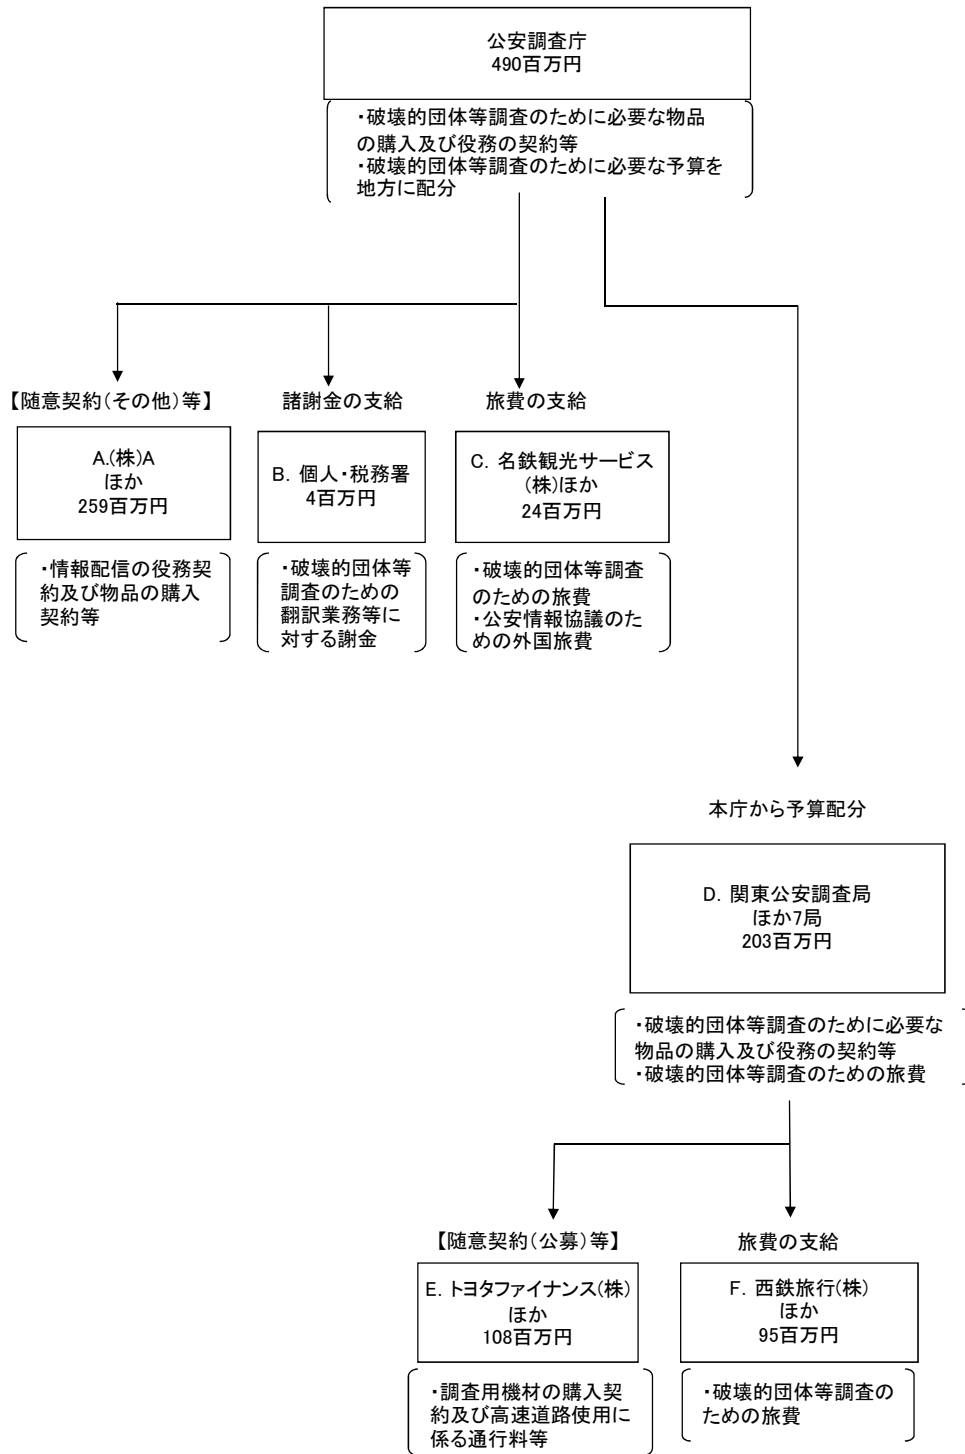 公安調査庁
490百万円
・破壊的団体等調査のために必要な物品
の購入及び役務の契約等
・破壊的団体等調査のために必要な予算を
地方に配分
【随意契約(その他)等】
A.(株)A
ほか
259百万円
・情報配信の役務契
約及び物品の購入
契約等
諸謝金の支給
B. 個人・税務署
4百万円
・破壊的団体等
調査のための
翻訳業務等に
対する謝金
旅費の支給
C. 名鉄観光サービス
(株)ほか
24百万円
・破壊的団体等調査
のための旅費
・公安情報協議のた
めの外国旅費
本庁から予算配分
D. 関東公安調査局
ほか7局
203百万円
・破壊的団体等調査のために必要な
物品の購入及び役務の契約等
・破壊的団体等調査のための旅費
【随意契約(公募)等】
E. トヨタファイナンス(株)
ほか
108百万円
・調査用機材の購入契
約及び高速道路使用に
係る通行料等
旅費の支給
F. 西鉄旅行(株)
ほか
95百万円
・破壊的団体等調査の
ための旅費